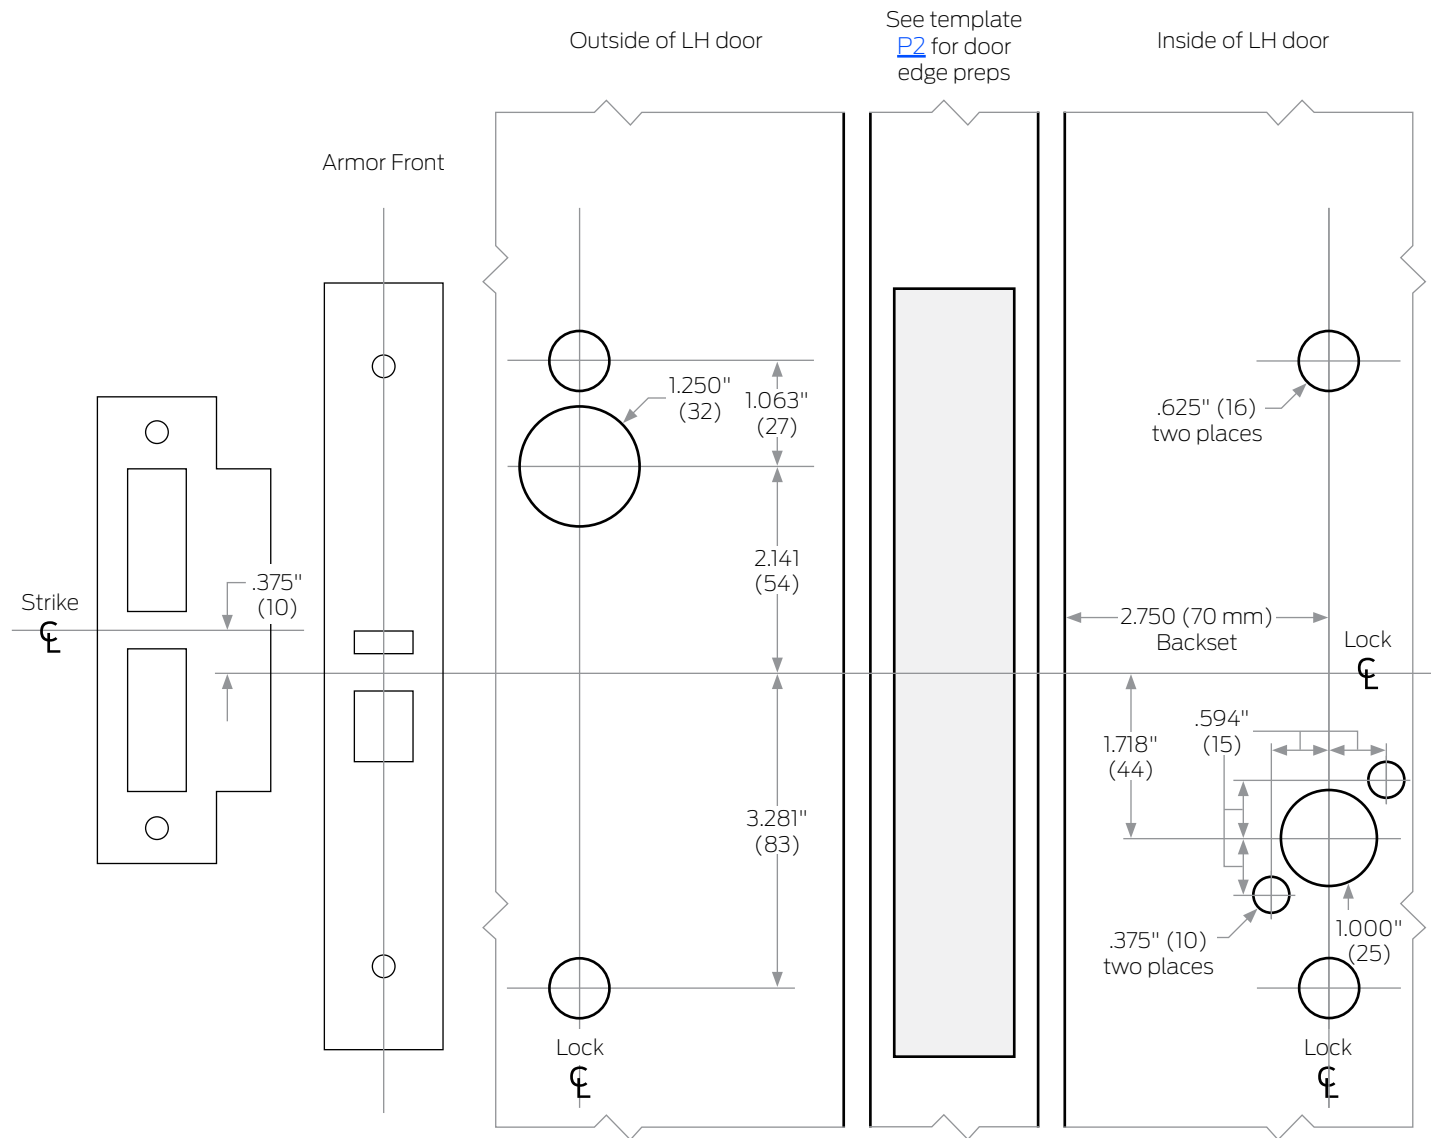 Outside of LH door
See template
P2 for door
edge preps
Inside of LH door
Armor Front
1.250"
(32)
1.063"
(27)
.625" (16)
two places
2.141
(54)
.375"
(10)
Strike
℄
2.750 (70 mm)
Backset
Lock
℄
.594"
(15)
1.718"
(44)
3.281"
(83)
.375" (10)
two places
1.000"
(25)
Lock
℄
Lock
℄